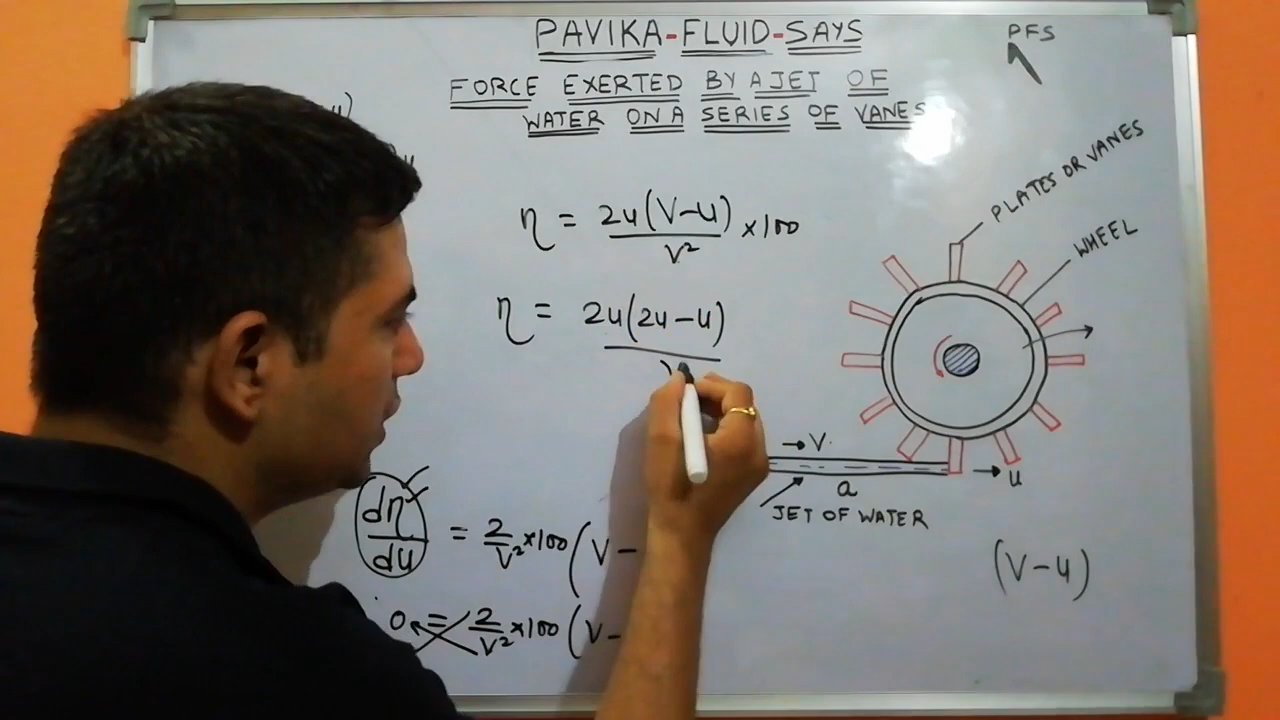 PAVIKA-FLUID-SAYS
PFS
FORCE EXERTED BY A JET OF
WATER ON A SERIES OF VANES
u)
u
PLATES OR VANES
WHEEL
η = 2u(V-u)/V² ×100
η = 2u(2u-u)
V.
a
u
JET OF WATER
dη/du = 2/V² ×100 (V-
(V-u)
0 = 2/V² ×100 (V-